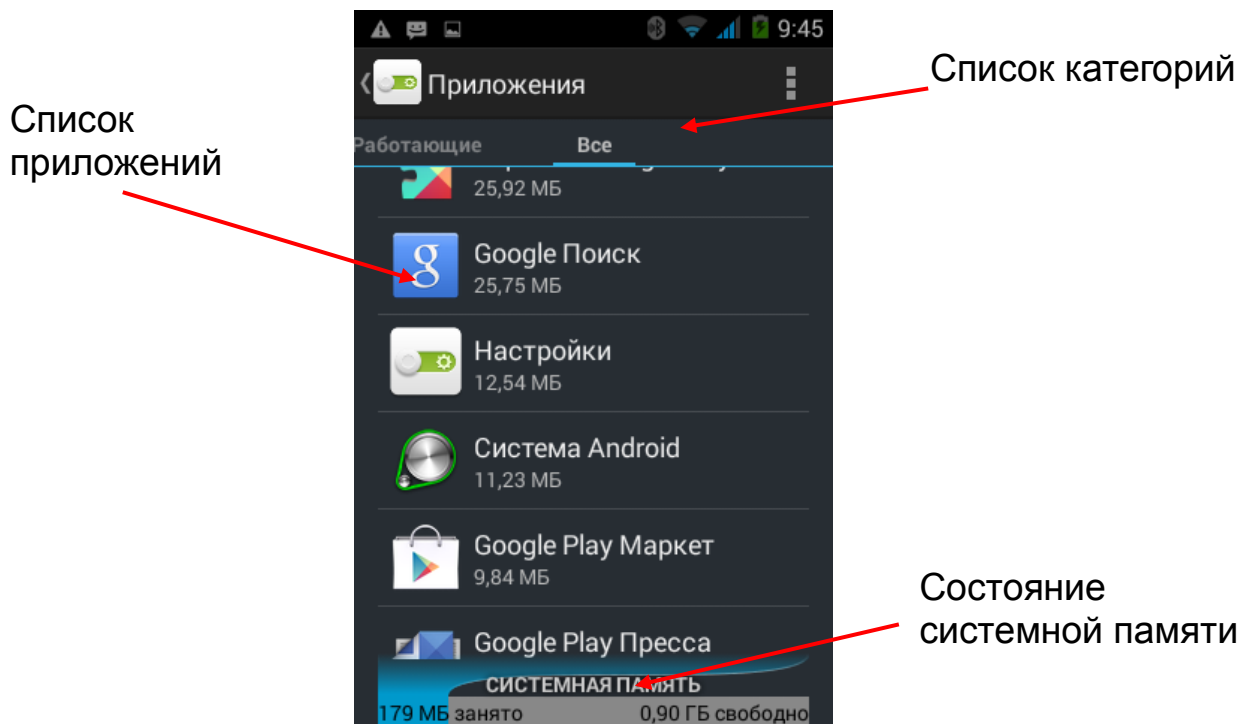 9:45
Приложения
Список категорий
Список
приложений
Работающие
Все
25,92 МБ
Google Поиск
25,75 МБ
Настройки
12,54 МБ
Система Android
11,23 МБ
Google Play Маркет
9,84 МБ
Состояние
системной памяти
Google Play Пресса
СИСТЕМНАЯ ПАМЯТЬ
179 МБ занято
0,90 ГБ свободно